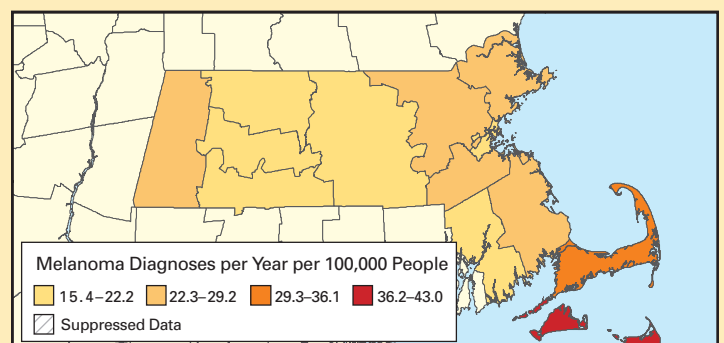 Melanoma Diagnoses per Year per 100,000 People
15.4–22.2 22.3–29.2 29.3–36.1 36.2–43.0
Suppressed Data